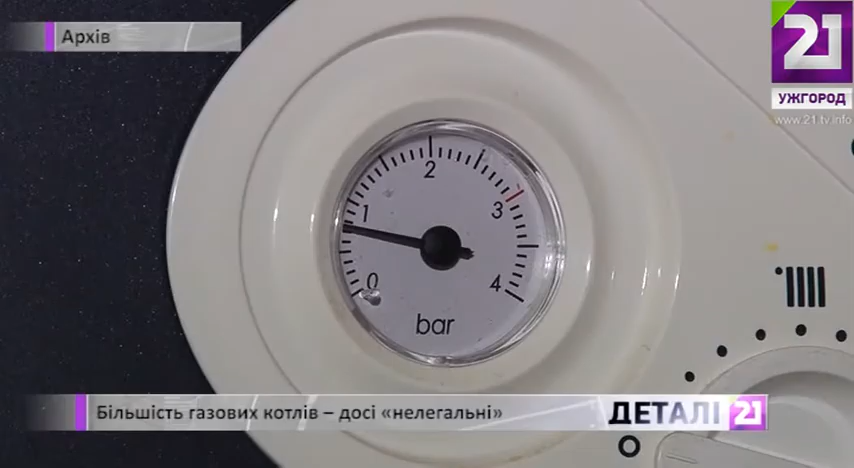 Архів
21
УЖГОРОД
www.21.tv.info
2
1
3
0
4
bar
Більшість газових котлів – досі «нелегальні»
ДЕТАЛІ 21